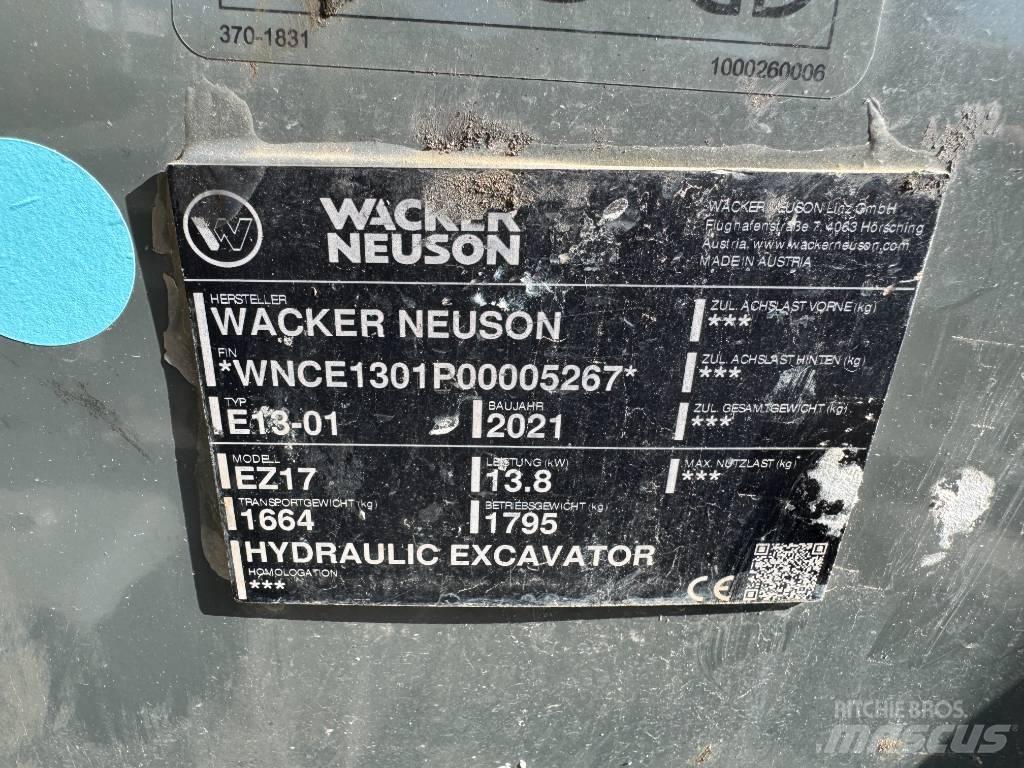 370-1831
1000260006
WACKER
NEUSON
WACKER NEUSON Linz GmbH
Flughafenstraße 7, 4063 Hörsching
Austria, www.wackerneuson.com
MADE IN AUSTRIA
HERSTELLER
WACKER NEUSON
ZUL. ACHSLAST VORNE (kg)
***
FIN
*WNCE1301P00005267*
ZUL. ACHSLAST HINTEN (kg)
***
TYP
E13-01
BAUJAHR
2021
ZUL. GESAMTGEWICHT (kg)
***
MODELL
EZ17
LEISTUNG (kW)
13.8
MAX. NUTZLAST (kg)
***
TRANSPORTGEWICHT (kg)
1664
BETRIEBSGEWICHT (kg)
1795
HYDRAULIC EXCAVATOR
HOMOLOGATION
***
CE
RITCHIE BROS.
mascus